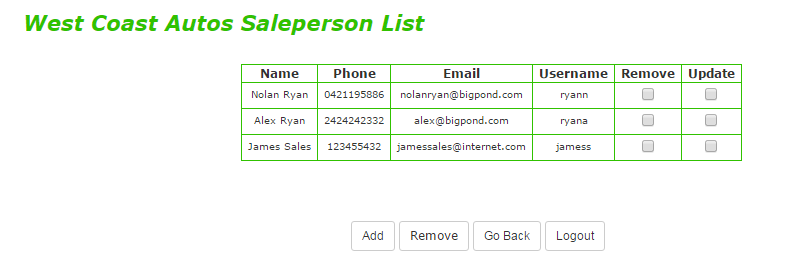 West Coast Autos Saleperson List
Name Phone Email Username Remove Update
Nolan Ryan 0421195886 nolanryan@bigpond.com ryann
Alex Ryan 2424242332 alex@bigpond.com ryana
James Sales 123455432 jamessales@internet.com jamess
Add Remove Go Back Logout